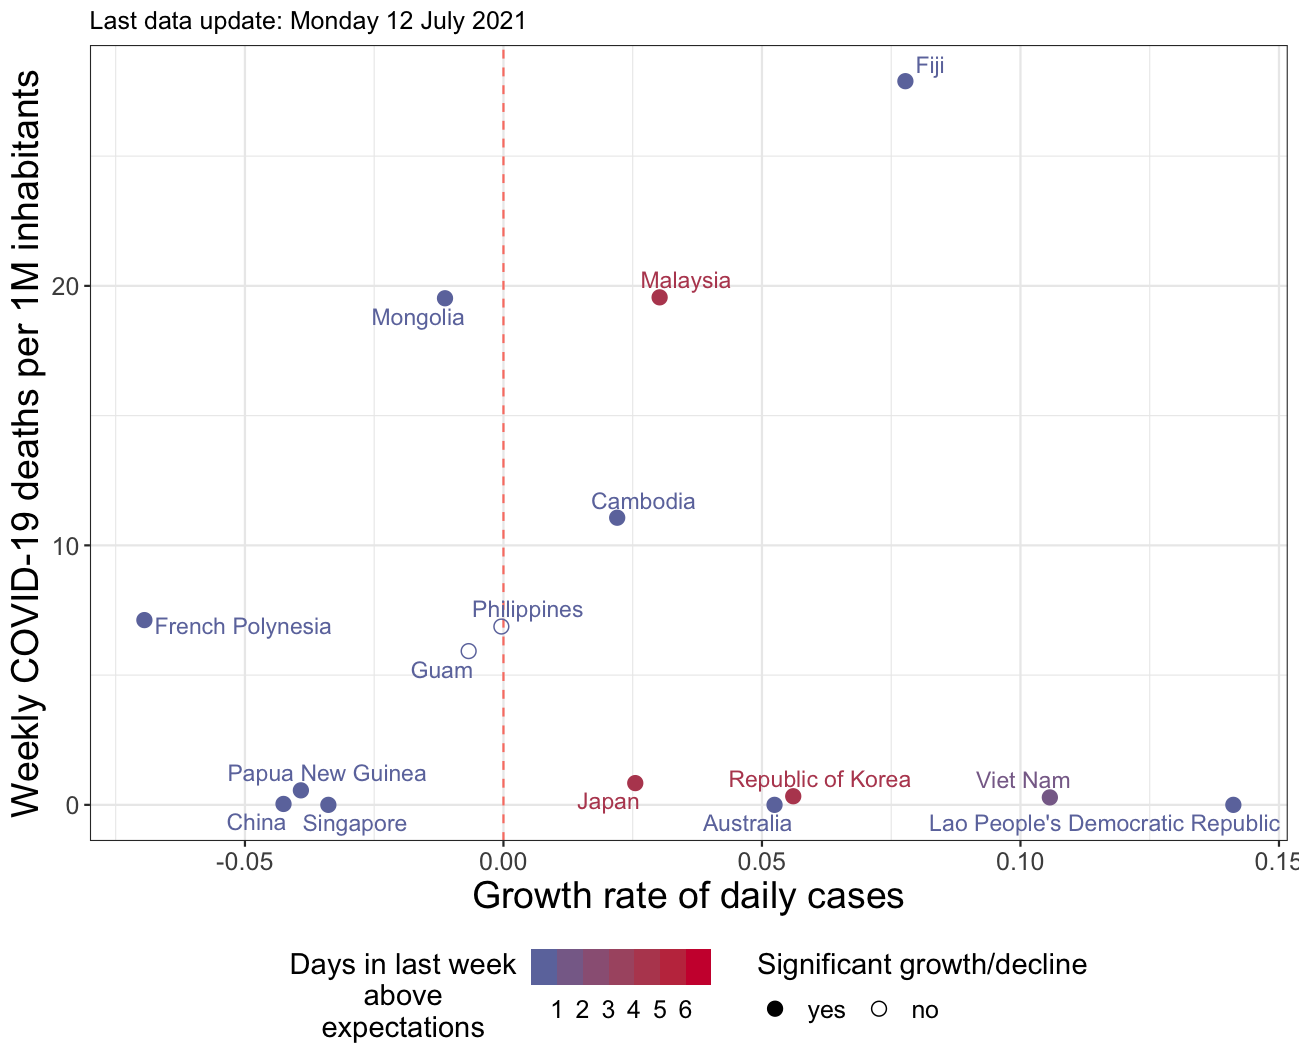 Last data update: Monday 12 July 2021
Weekly COVID-19 deaths per 1M inhabitants
Fiji
20
Malaysia
Mongolia
Cambodia
10
Philippines
French Polynesia
Guam
Papua New Guinea
Republic of Korea
Viet Nam
0
Japan
China
Singapore
Australia
Lao People's Democratic Republic
-0.05 0.00 0.05 0.10 0.15
Growth rate of daily cases
Days in last week
above
expectations
1 2 3 4 5 6
Significant growth/decline
yes no